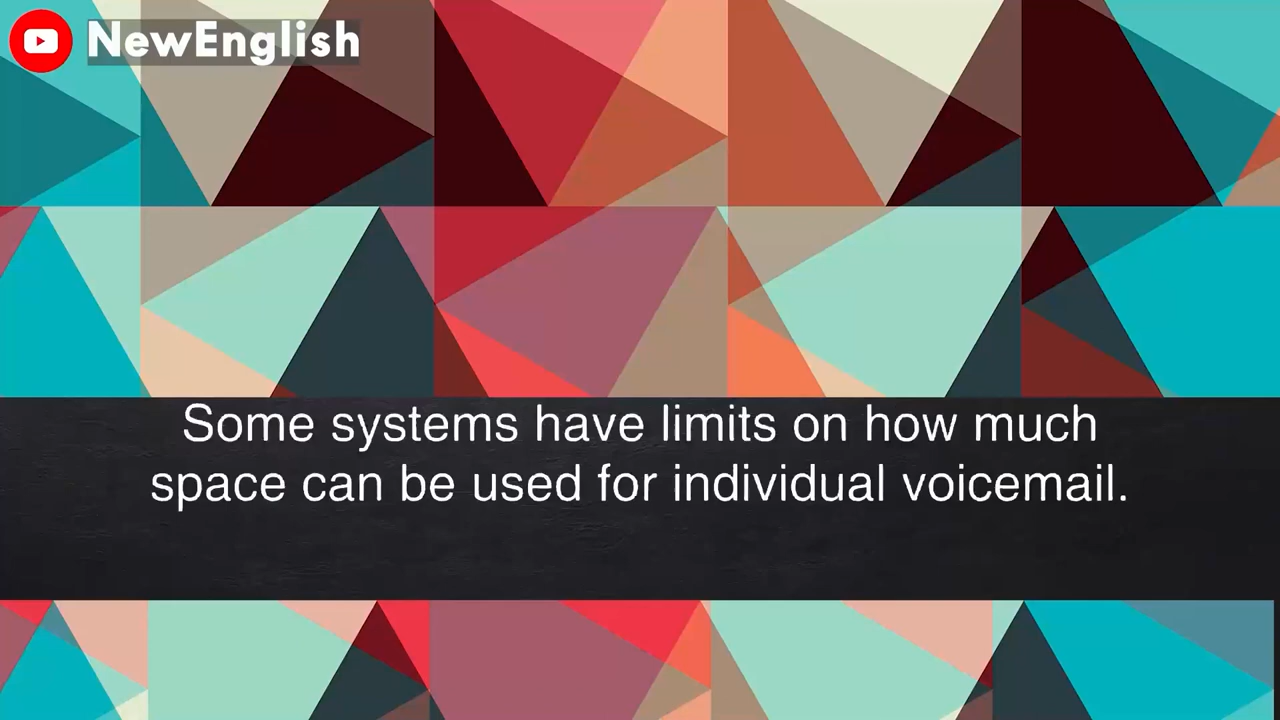 NewEnglish
Some systems have limits on how much
space can be used for individual voicemail.